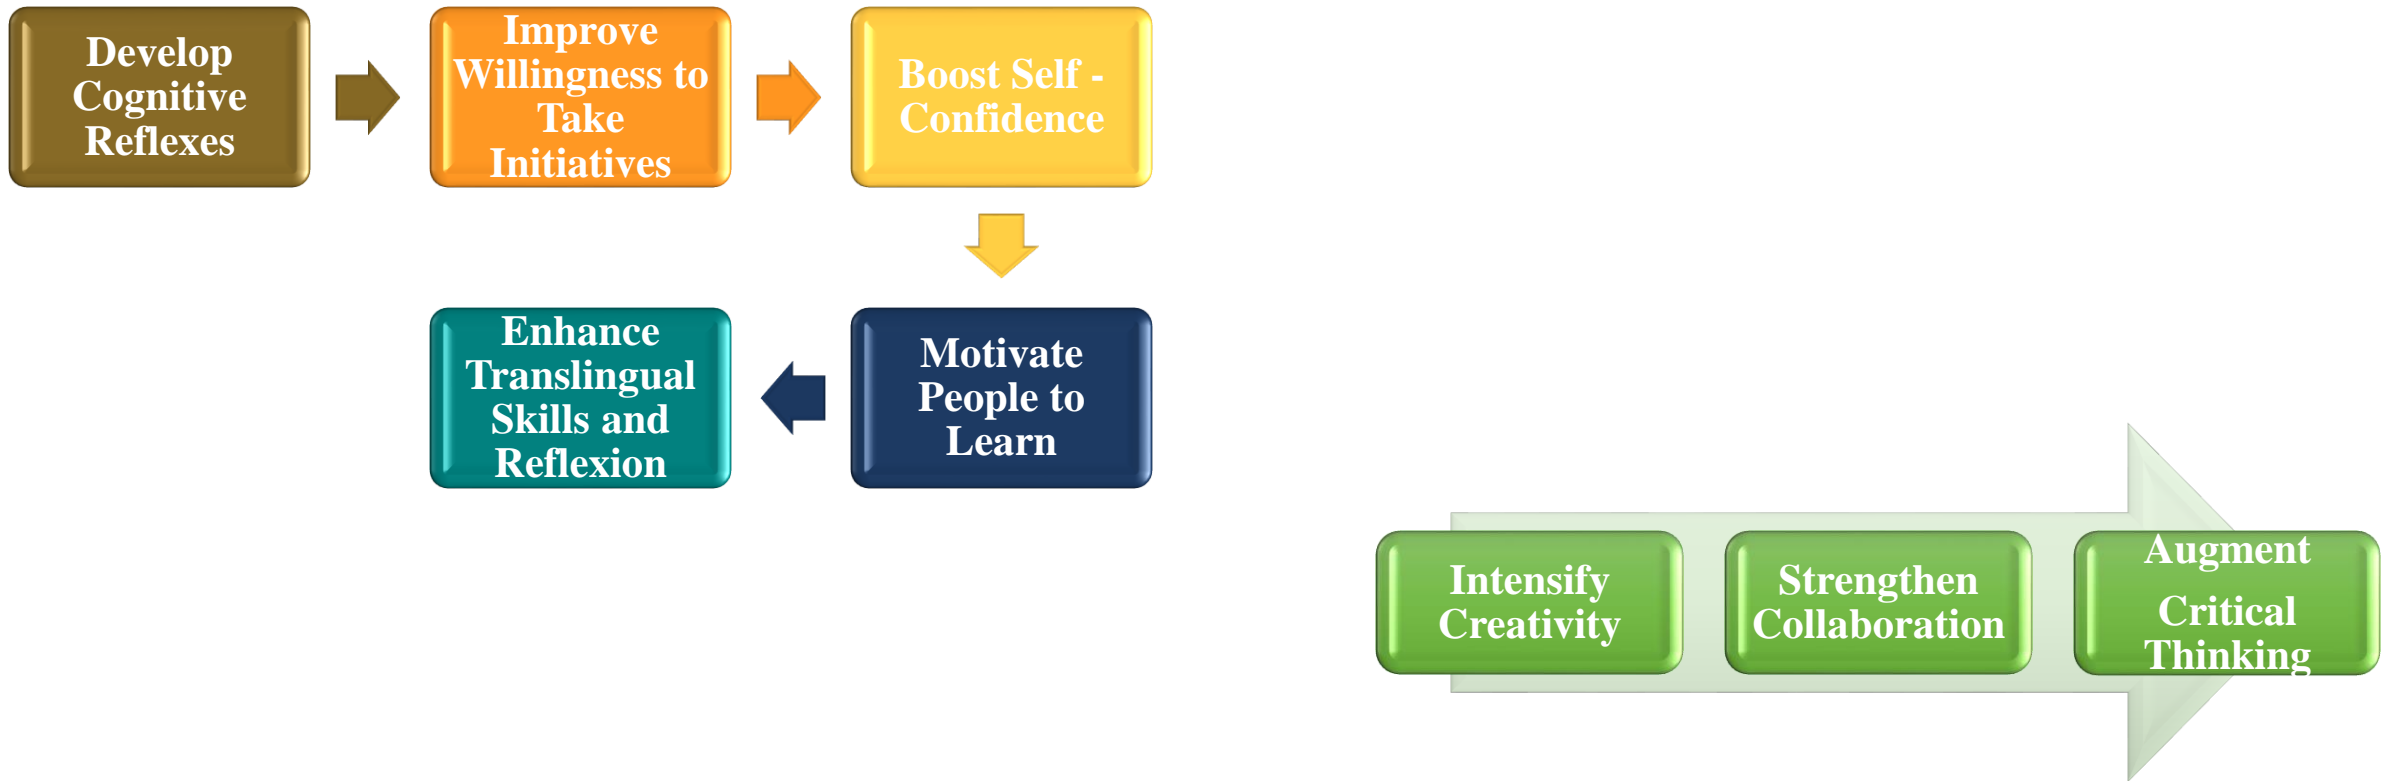 Develop
Cognitive
Reflexes
Improve
Willingness to
Take
Initiatives
Boost Self -
Confidence
Motivate
People to
Learn
Enhance
Translingual
Skills and
Reflexion
Intensify
Creativity
Strengthen
Collaboration
Augment
Critical
Thinking